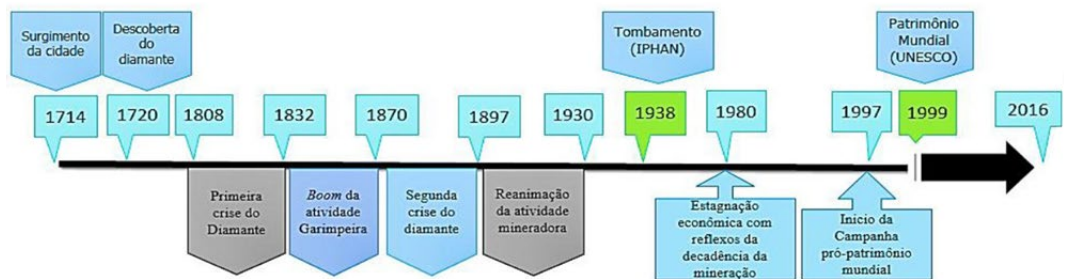 Surgimento
da cidade
Descoberta
do
diamante
Tombamento
(IPHAN)
Patrimônio
Mundial
(UNESCO)
1714
1720
1808
1832
1870
1897
1930
1938
1980
1997
1999
2016
Primeira
crise do
Diamante
Boom da
atividade
Garimpeira
Segunda
crise do
diamante
Reanimação
da atividade
mineradora
Estagnação
econômica com
reflexos da
decadência da
mineração
Inicio da
Campanha
pró-patrimônio
mundial